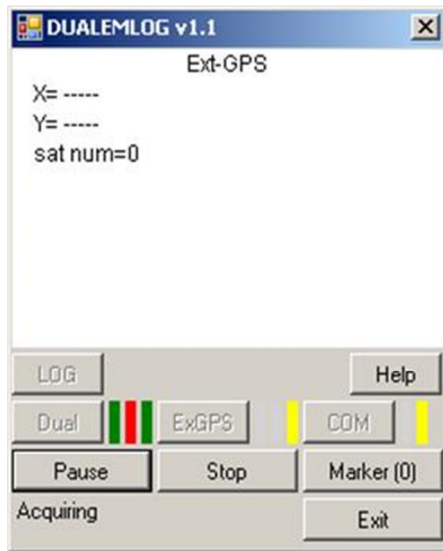 DUALEMLOG v1.1
Ext-GPS
X= -----
Y= -----
sat num=0
LOG
Help
Dual
ExGPS
COM
Pause
Stop
Marker (0)
Acquiring
Exit